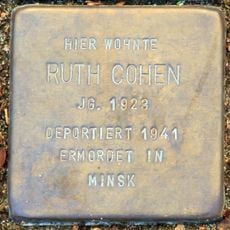 HIER WOHNTE
RUTH COHEN
JG. 1923
DEPORTIERT 1941
ERMORDET IN
MINSK